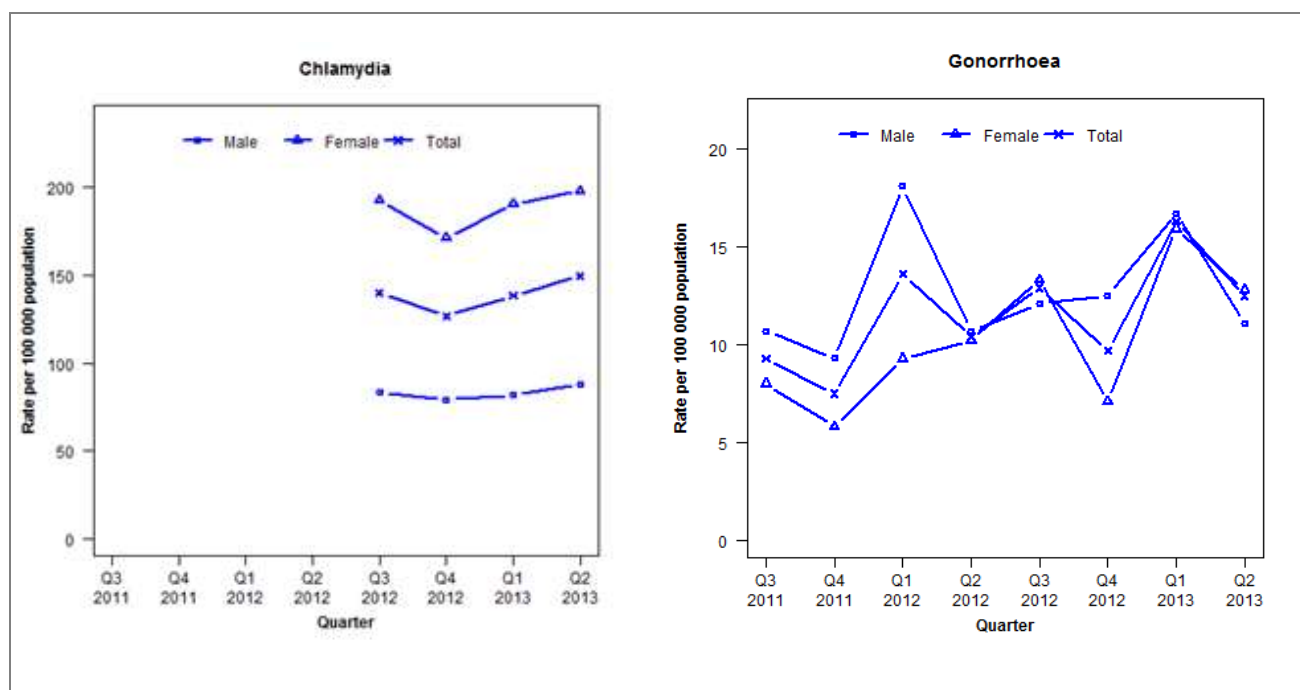 Chlamydia
Male Female Total
Rate per 100 000 population
200
150
100
50
0
Q3 Q4 Q1 Q2 Q3 Q4 Q1 Q2
2011 2011 2012 2012 2012 2012 2013 2013
Quarter
Gonorrhoea
Male Female Total
Rate per 100 000 population
20
15
10
5
0
Q3 Q4 Q1 Q2 Q3 Q4 Q1 Q2
2011 2011 2012 2012 2012 2012 2013 2013
Quarter